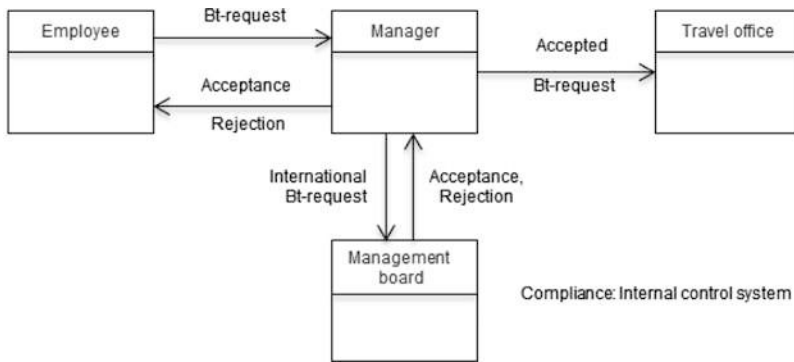 Employee
Bt-request
Manager
Accepted
Travel office
Acceptance
Bt-request
Rejection
International
Bt-request
Acceptance,
Rejection
Management
board
Compliance: Internal control system